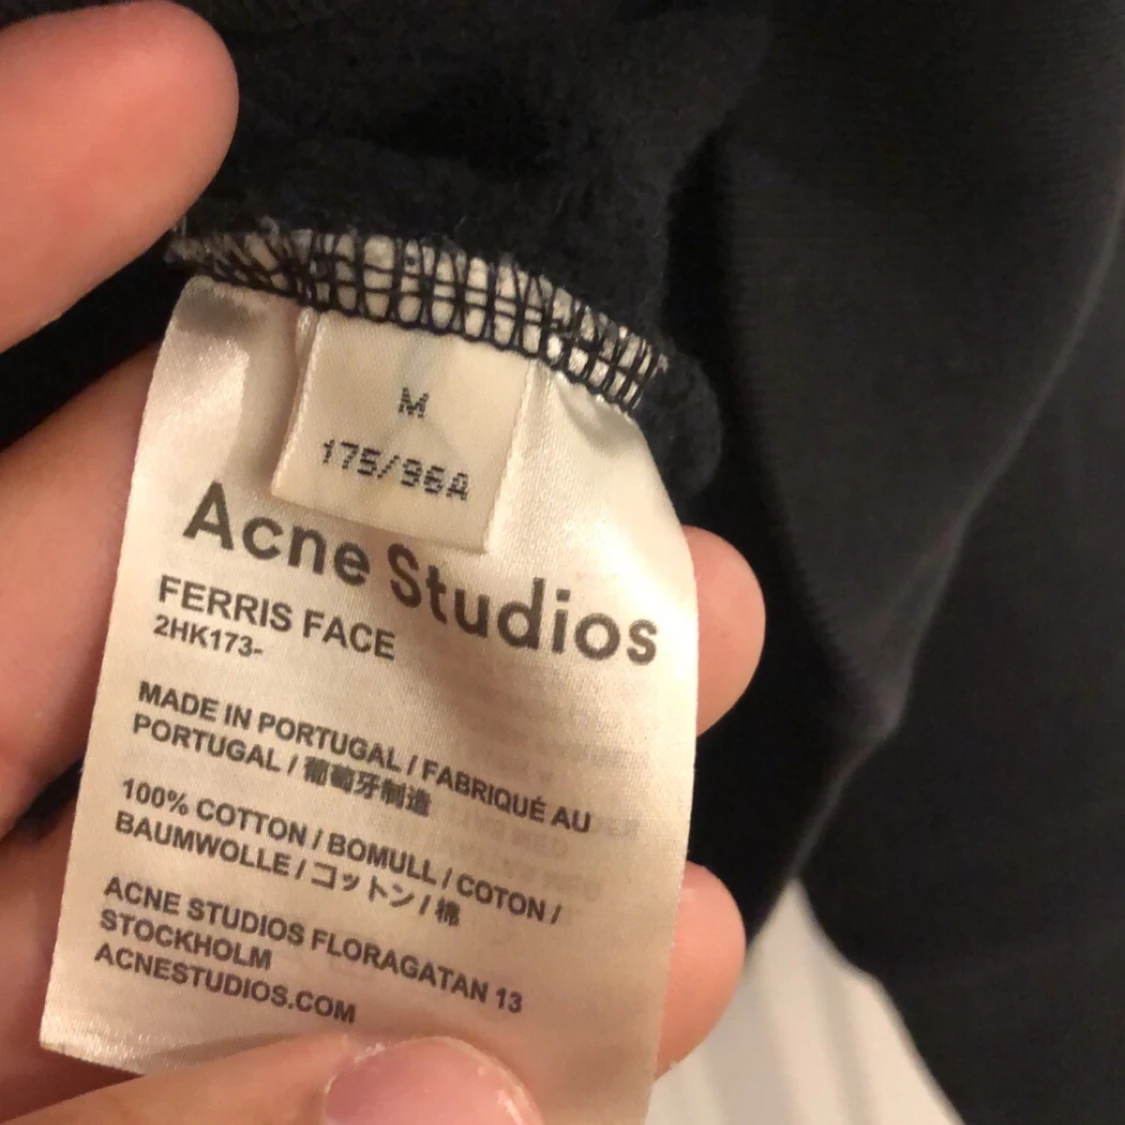 M
175/96A
Acne Studios
FERRIS FACE
2HK173-
MADE IN PORTUGAL / FABRIQUÉ AU
PORTUGAL / 葡萄牙制造
100% COTTON / BOMULL / COTON /
BAUMWOLLE / コットン / 棉
ACNE STUDIOS FLORAGATAN 13
STOCKHOLM
ACNESTUDIOS.COM